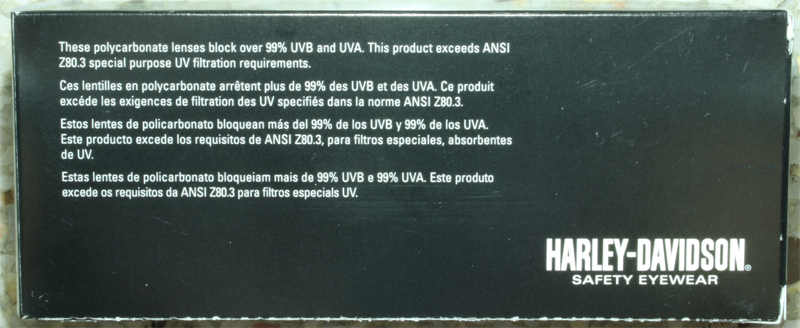 These polycarbonate lenses block over 99% UVB and UVA. This product exceeds ANSI
Z80.3 special purpose UV filtration requirements.
Ces lentilles en polycarbonate arrêtent plus de 99% des UVB et des UVA. Ce produit
excéde les exigences de filtration des UV specifiés dans la norme ANSI Z80.3.
Estos lentes de policarbonato bloquean más del 99% de los UVB y 99% de los UVA.
Este producto excede los requisitos de ANSI Z80.3, para filtros especiales, absorbentes
de UV.
Estas lentes de policarbonato bloqueiam mais de 99% UVB e 99% UVA. Este produto
excede os requisitos da ANSI Z80.3 para filtros especials UV.
HARLEY-DAVIDSON®
SAFETY EYEWEAR